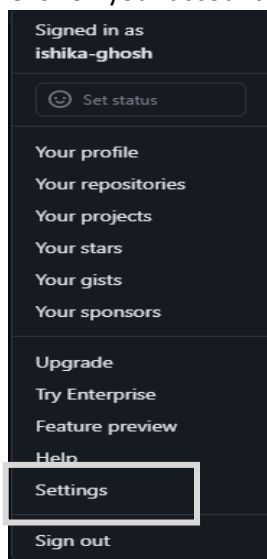 Signed in as
ishika-ghosh
Set status
Your profile
Your repositories
Your projects
Your stars
Your gists
Your sponsors
Upgrade
Try Enterprise
Feature preview
Help
Settings
Sign out